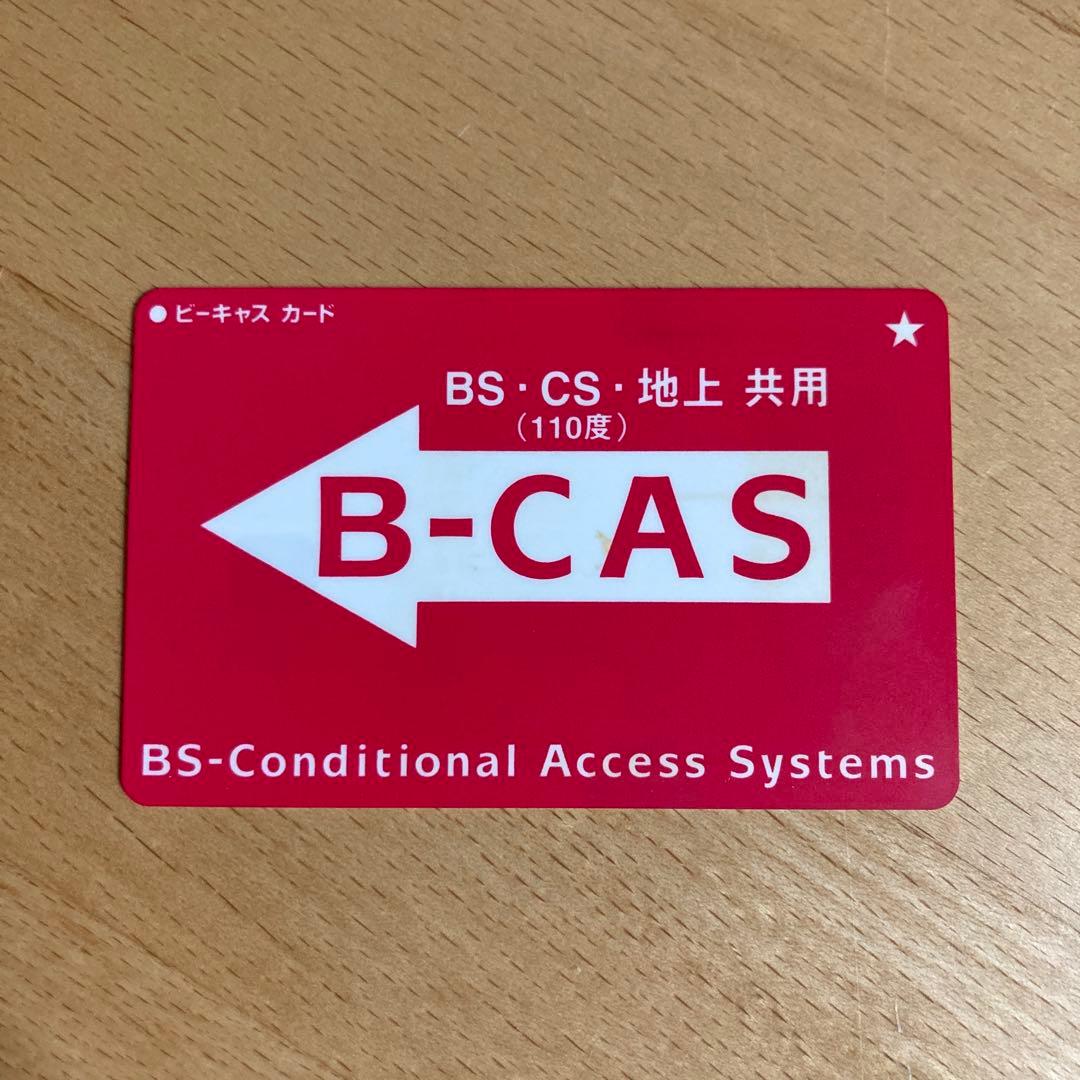 ●ビーキャス カード
★
BS・CS・地上 共用
（110度）
B-CAS
BS-Conditional Access Systems